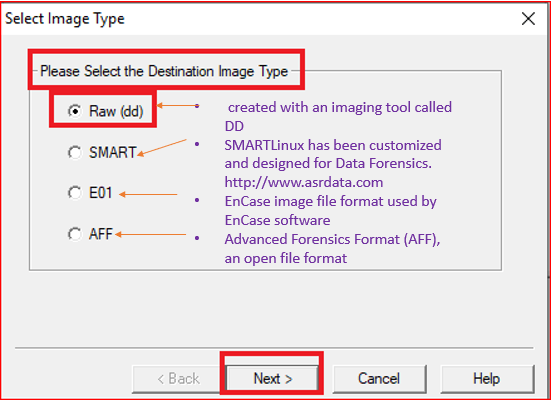 Select Image Type
Please Select the Destination Image Type
Raw (dd)
SMART
E01
AFF
• created with an imaging tool called
DD
• SMARTLinux has been customized
and designed for Data Forensics.
http://www.asrdata.com
• EnCase image file format used by
EnCase software
• Advanced Forensics Format (AFF),
an open file format
< Back
Next >
Cancel
Help